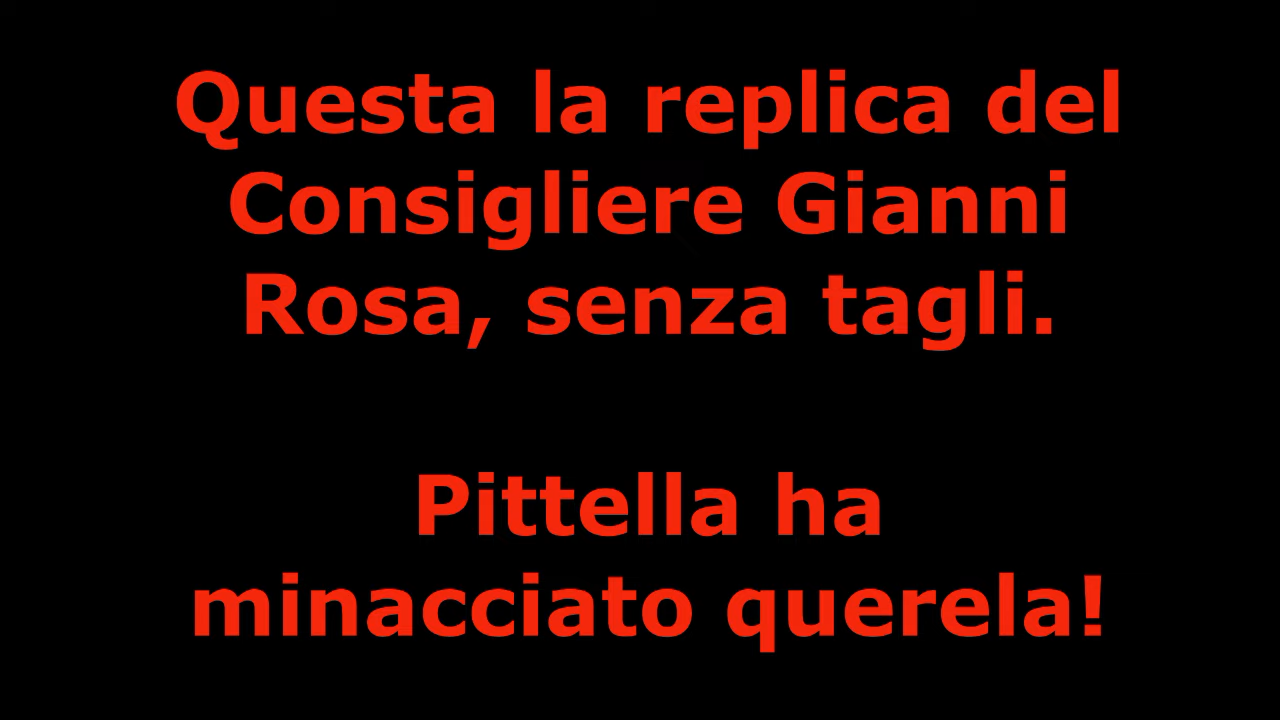 Questa la replica del
Consigliere Gianni
Rosa, senza tagli.
Pittella ha
minacciato querela!